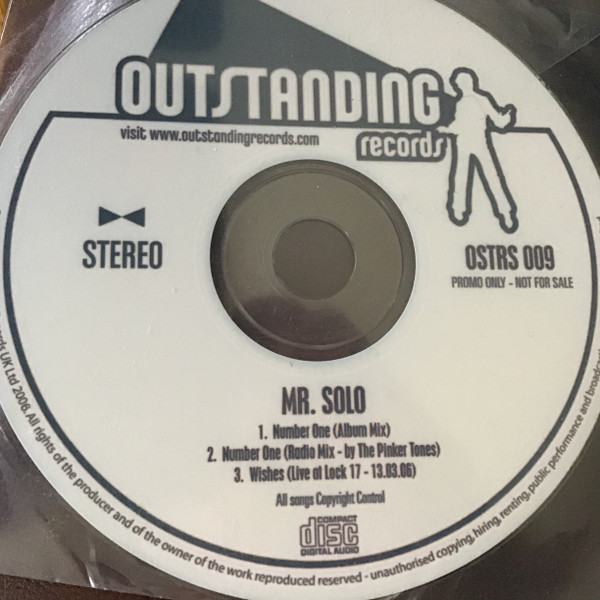 OUTSTANDING
records
visit www.outstandingrecords.com
STEREO
OSTRS 009
PROMO ONLY - NOT FOR SALE
MR. SOLO
1. Number One (Album Mix)
2. Number One (Radio Mix - by The Pinker Tones)
3. Wishes (Live at Lock 17 - 13.03.06)
All songs Copyright Control
COMPACT
disc
DIGITAL AUDIO
UK Ltd 2006. All rights of the producer and of the owner of the work reproduced reserved - unauthorised copying, hiring, renting, public performance and